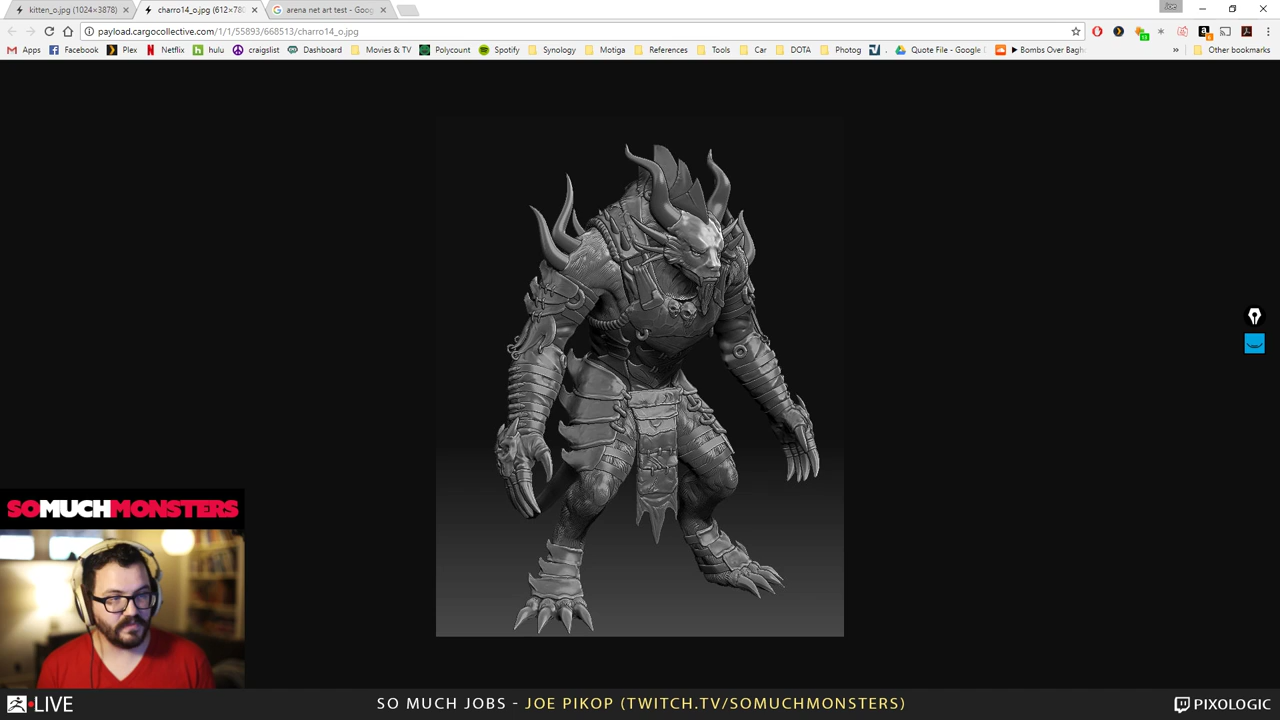 kitten_o.jpg (1024×3878)
charro14_o.jpg (612×78
arena net art test - Goog
payload.cargocollective.com/1/1/55893/668513/charro14_o.jpg
Apps Facebook Plex Netflix hulu craigslist Dashboard Movies & TV Polycount Spotify Synology Motiga References Tools Car DOTA Photog Quote File - Google Bombs Over Bagh » Other bookmarks
SOMUCHMONSTERS
LIVE
SO MUCH JOBS - JOE PIKOP (TWITCH.TV/SOMUCHMONSTERS)
PIXOLOGIC